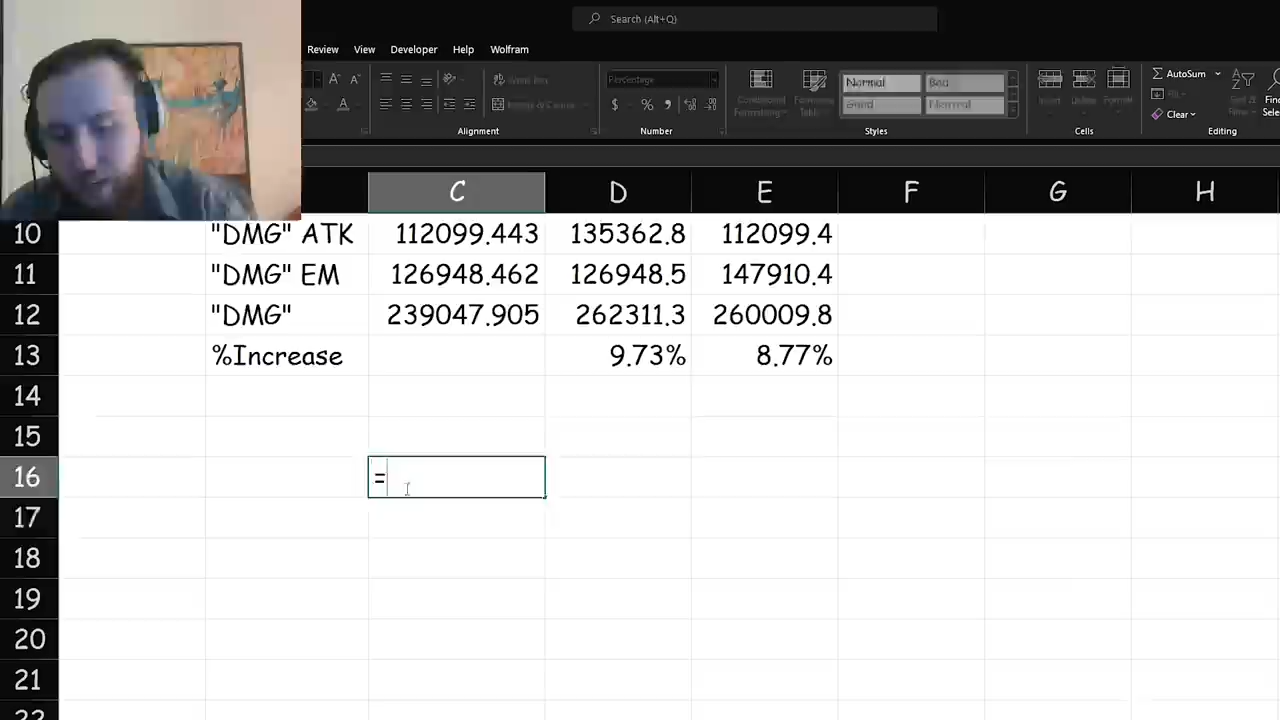 Search (Alt+Q)
Review View Developer Help Wolfram
Percentage
Normal Bad
AutoSum
Clear
Alignment Number Styles Cells Editing
C D E F G H
10 "DMG" ATK 112099.443 135362.8 112099.4
11 "DMG" EM 126948.462 126948.5 147910.4
12 "DMG" 239047.905 262311.3 260009.8
13 %Increase 9.73% 8.77%
14
15
16 =
17
18
19
20
21
22